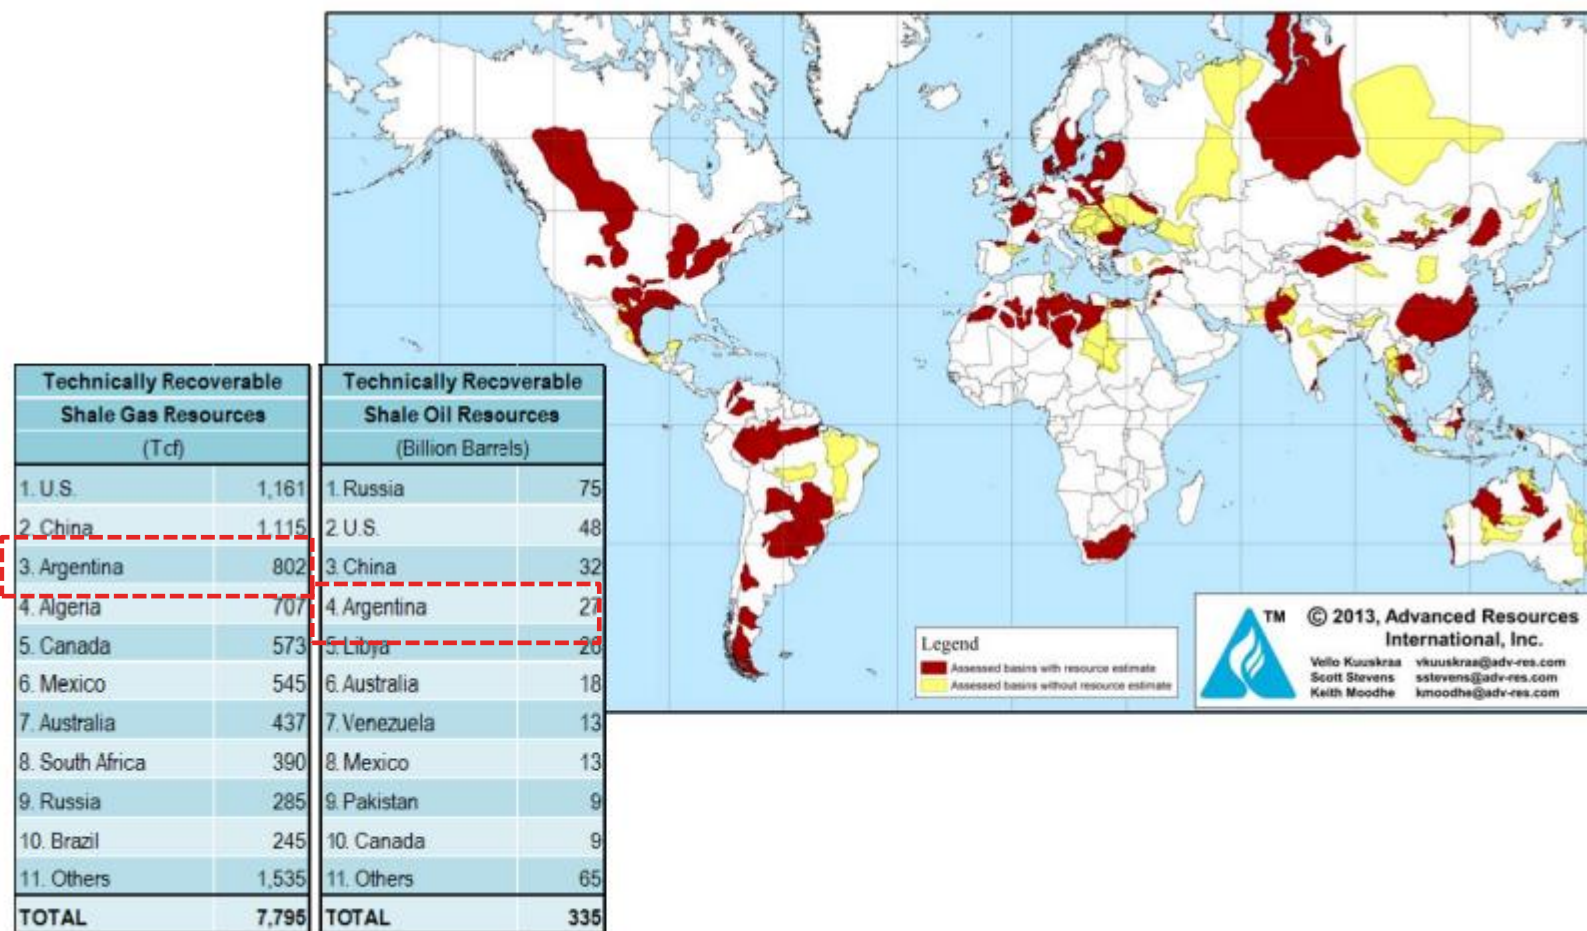 Technically Recoverable
Shale Gas Resources
(Tcf)
1. U.S. 1,161
2. China 1,115
3. Argentina 802
4. Algeria 707
5. Canada 573
6. Mexico 545
7. Australia 437
8. South Africa 390
9. Russia 285
10. Brazil 245
11. Others 1,535
TOTAL 7,795
Technically Recoverable
Shale Oil Resources
(Billion Barrels)
1. Russia 75
2. U.S. 48
3. China 32
4. Argentina 27
5. Libya 26
6. Australia 18
7. Venezuela 13
8. Mexico 13
9. Pakistan 9
10. Canada 9
11. Others 65
TOTAL 335
Legend
Assessed basins with resource estimate
Assessed basins without resource estimate
TM
© 2013, Advanced Resources
International, Inc.
Vello Kuuskraa vkuuskraa@adv-res.com
Scott Stevens sstevens@adv-res.com
Keith Moodhe kmoodhe@adv-res.com